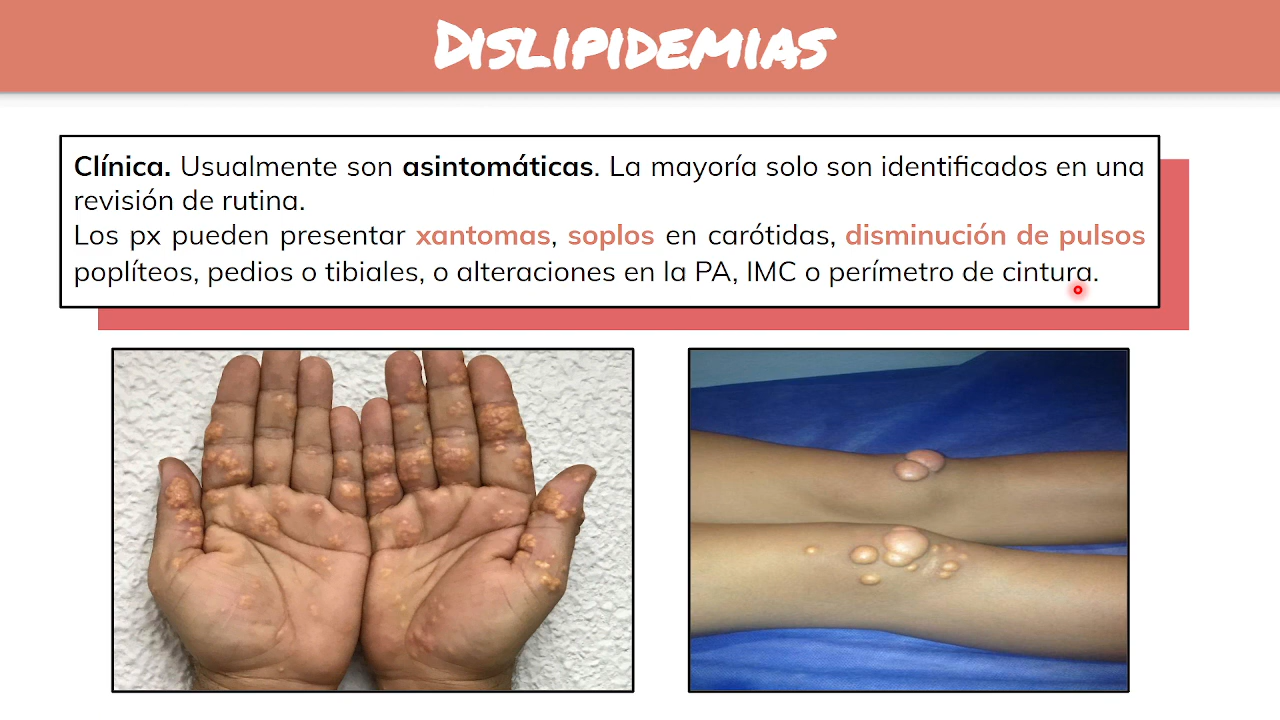 DISLIPIDEMIAS
Clínica. Usualmente son asintomáticas. La mayoría solo son identificados en una
revisión de rutina.
Los px pueden presentar xantomas, soplos en carótidas, disminución de pulsos
poplíteos, pedios o tibiales, o alteraciones en la PA, IMC o perímetro de cintura.